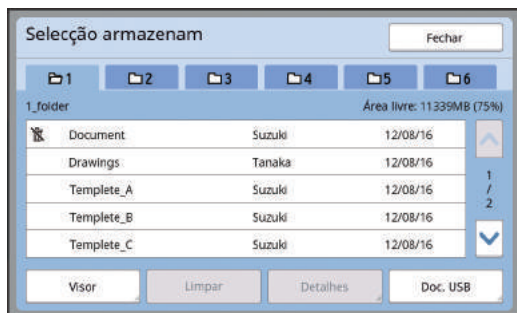 Selecção armazenam Fechar
1 2 3 4 5 6
1_folder Área livre: 11339MB (75%)
Document Suzuki 12/08/16
Drawings Tanaka 12/08/16
Templete_A Suzuki 12/08/16
Templete_B Suzuki 12/08/16
Templete_C Suzuki 12/08/16
1
/
2
Visor Limpar Detalhes Doc. USB